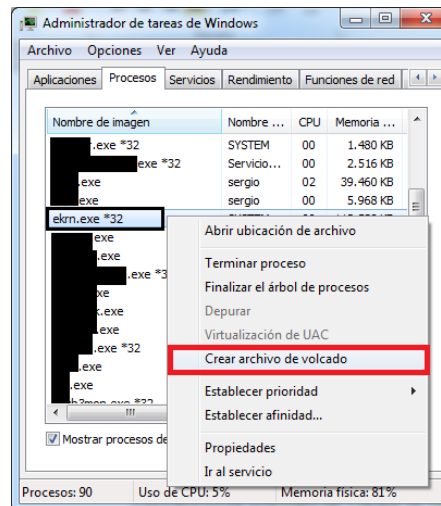 Administrador de tareas de Windows
Archivo Opciones Ver Ayuda
Aplicaciones Procesos Servicios Rendimiento Funciones de red
Nombre de imagen Nombre ... CPU Memoria ...
.exe *32 SYSTEM 00 1.480 KB
exe *32 Servicio... 00 2.516 KB
.exe sergio 02 39.460 KB
exe sergio 00 5.968 KB
ekrn.exe *32
exe
Abrir ubicación de archivo
.exe
Terminar proceso
.exe *3
Finalizar el árbol de procesos
xe
.exe
Depurar
.exe
Virtualización de UAC
.exe *32
Crear archivo de volcado
.exe
.exe
Establecer prioridad
Establecer afinidad...
Mostrar procesos de
Propiedades
Ir al servicio
Procesos: 90 Uso de CPU: 5% Memoria física: 81%